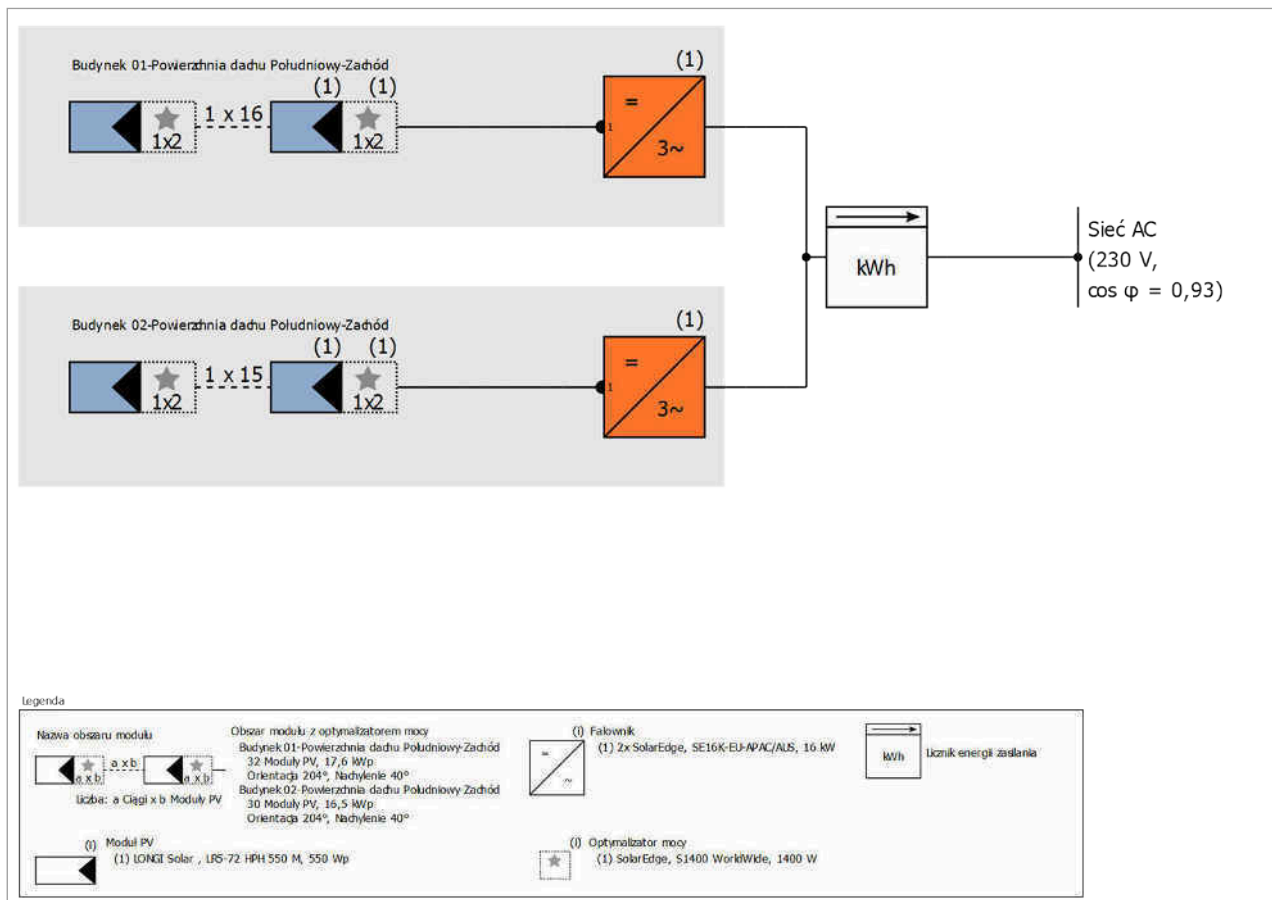 Budynek 01-Powierzchnia dachu Południowy-Zachód
(1) (1) (1)
1 x 16
1x2 1x2
=
1
3~
Sieć AC
(230 V,
cos φ = 0,93)
kWh
Budynek 02-Powierzchnia dachu Południowy-Zachód
(1) (1) (1)
1 x 15
1x2 1x2
=
1
3~
Legenda
Nazwa obszaru modułu
a x b
a x b a x b
Liczba: a Ciągi x b Moduły PV
Obszar modułu z optymalizatorem mocy
Budynek 01-Powierzchnia dachu Południowy-Zachód
32 Moduły PV, 17,6 kWp
Orientacja 204°, Nachylenie 40°
Budynek 02-Powierzchnia dachu Południowy-Zachód
30 Moduły PV, 16,5 kWp
Orientacja 204°, Nachylenie 40°
(i) Falownik
(1) 2x SolarEdge, SE16K-EU-APAC/AUS, 16 kW
=
~
kWh
Licznik energii zasilania
(i) Moduł PV
(1) LONGI Solar , LR5-72 HPH 550 M, 550 Wp
(i) Optymalizator mocy
(1) SolarEdge, S1400 WorldWide, 1400 W